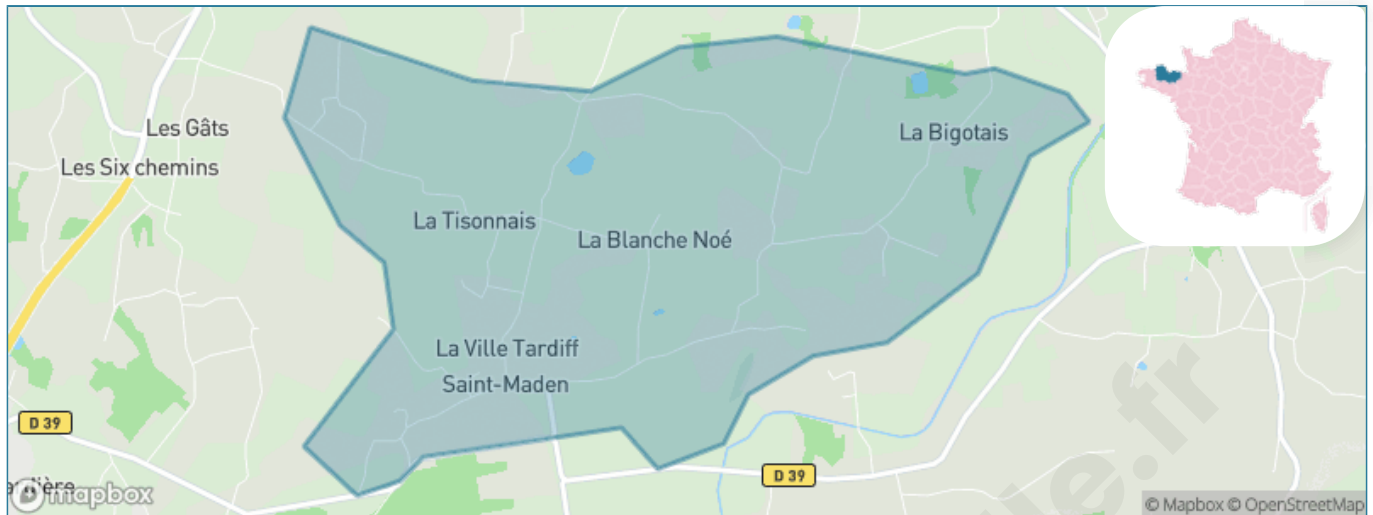 Les Gâts
La Bigotais
Les Six chemins
La Tisonnais
La Blanche Noé
La Ville Tardiff
Saint-Maden
D 39
D 39
mapbox
© Mapbox © OpenStreetMap